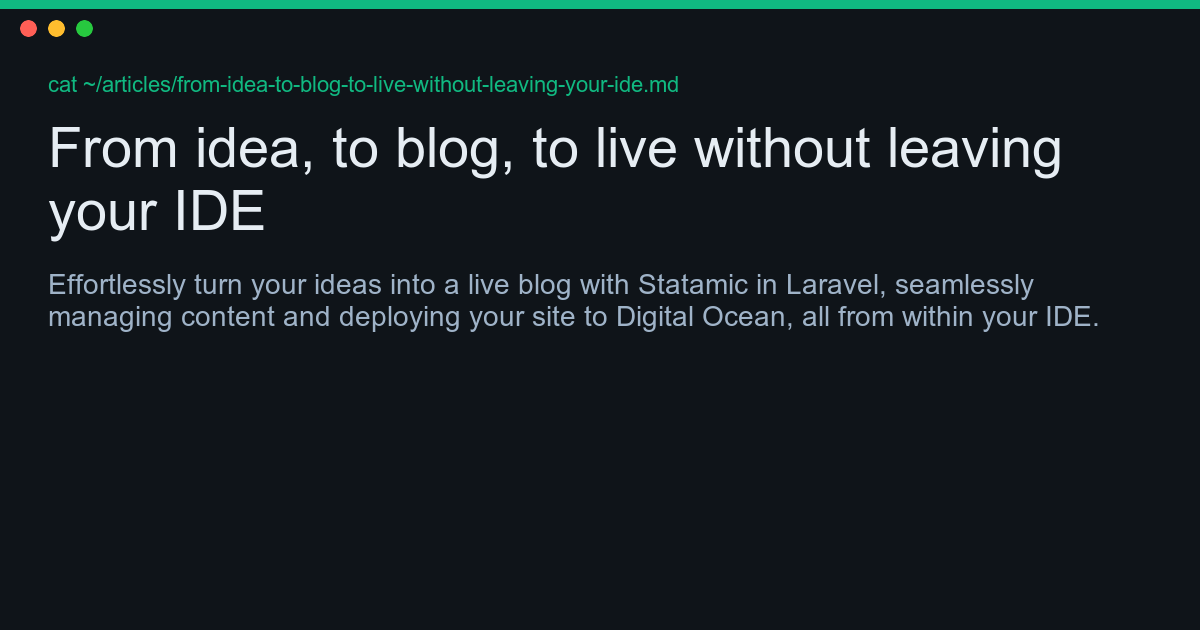 cat ~/articles/from-idea-to-blog-to-live-without-leaving-your-ide.md
From idea, to blog, to live without leaving
your IDE
Effortlessly turn your ideas into a live blog with Statamic in Laravel, seamlessly
managing content and deploying your site to Digital Ocean, all from within your IDE.